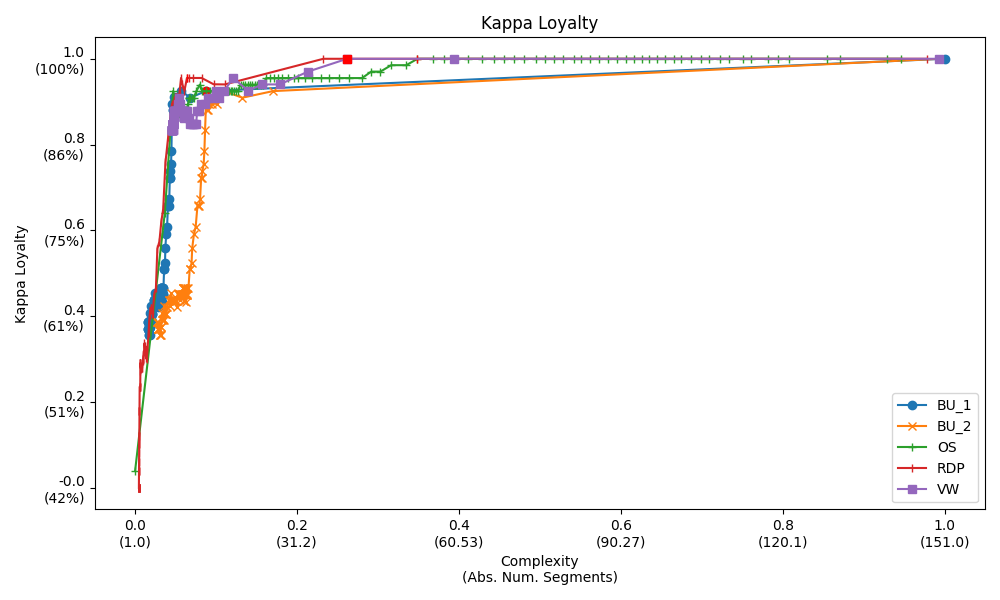 Kappa Loyalty
Kappa Loyalty
1.0
(100%)
0.8
(86%)
0.6
(75%)
0.4
(61%)
0.2
(51%)
-0.0
(42%)
0.0
(1.0)
0.2
(31.2)
0.4
(60.53)
0.6
(90.27)
0.8
(120.1)
1.0
(151.0)
Complexity
(Abs. Num. Segments)
BU_1
BU_2
OS
RDP
VW